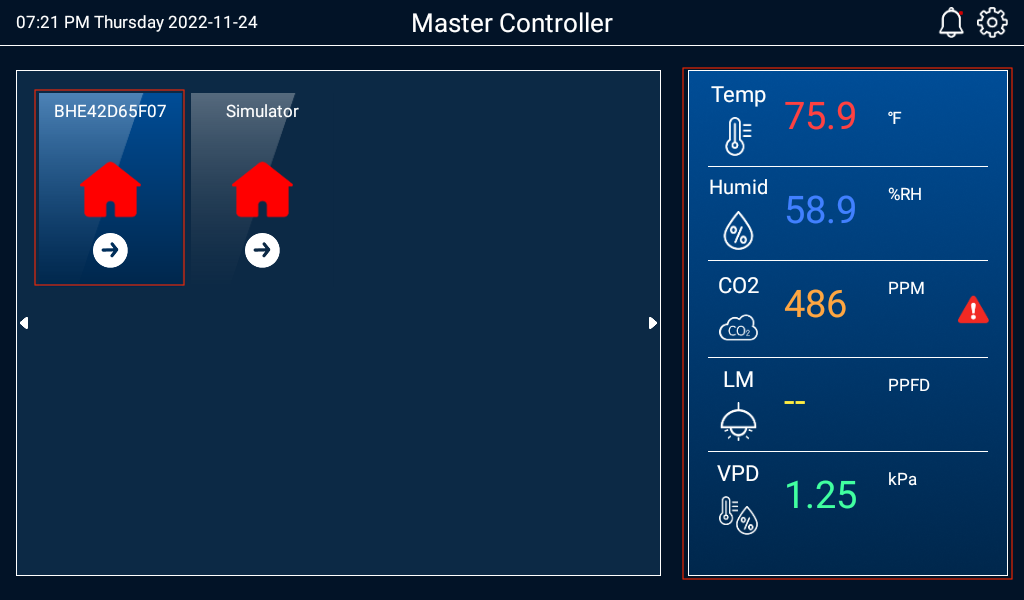 07:21 PM Thursday 2022-11-24
Master Controller
BHE42D65F07
Simulator
Temp 75.9 °F
Humid 58.9 %RH
%
CO2 486 PPM
CO₂
LM -- PPFD
VPD 1.25 kPa
%